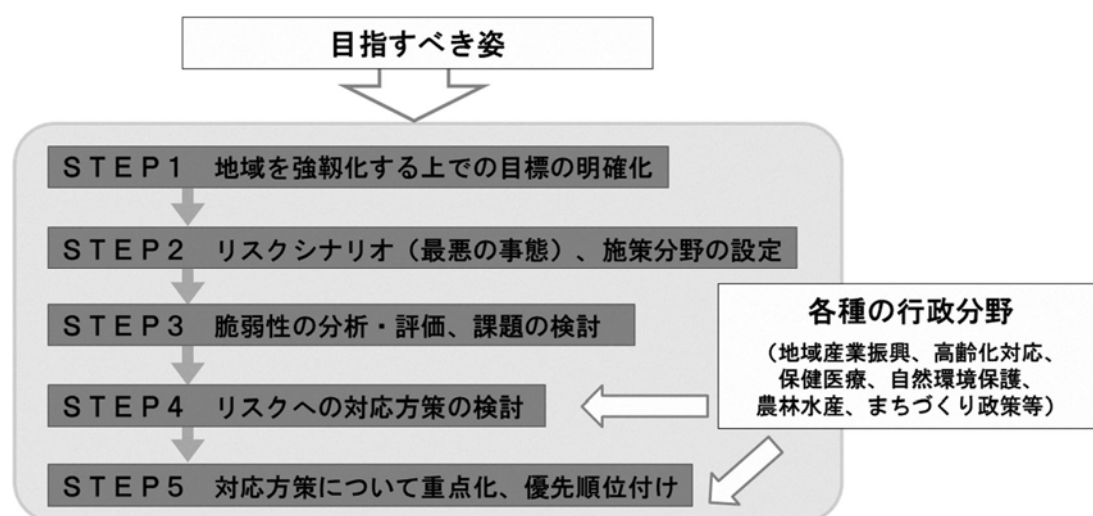 目指すべき姿
STEP1 地域を強靱化する上での目標の明確化
STEP2 リスクシナリオ(最悪の事態)、施策分野の設定
STEP3 脆弱性の分析・評価、課題の検討
STEP4 リスクへの対応方策の検討
STEP5 対応方策について重点化、優先順位付け
各種の行政分野
(地域産業振興、高齢化対応、
保健医療、自然環境保護、
農林水産、まちづくり政策等)